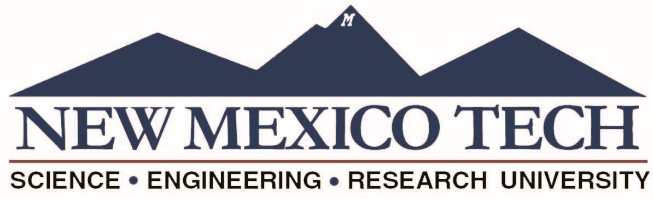 M
NEW MEXICO TECH
SCIENCE • ENGINEERING • RESEARCH UNIVERSITY